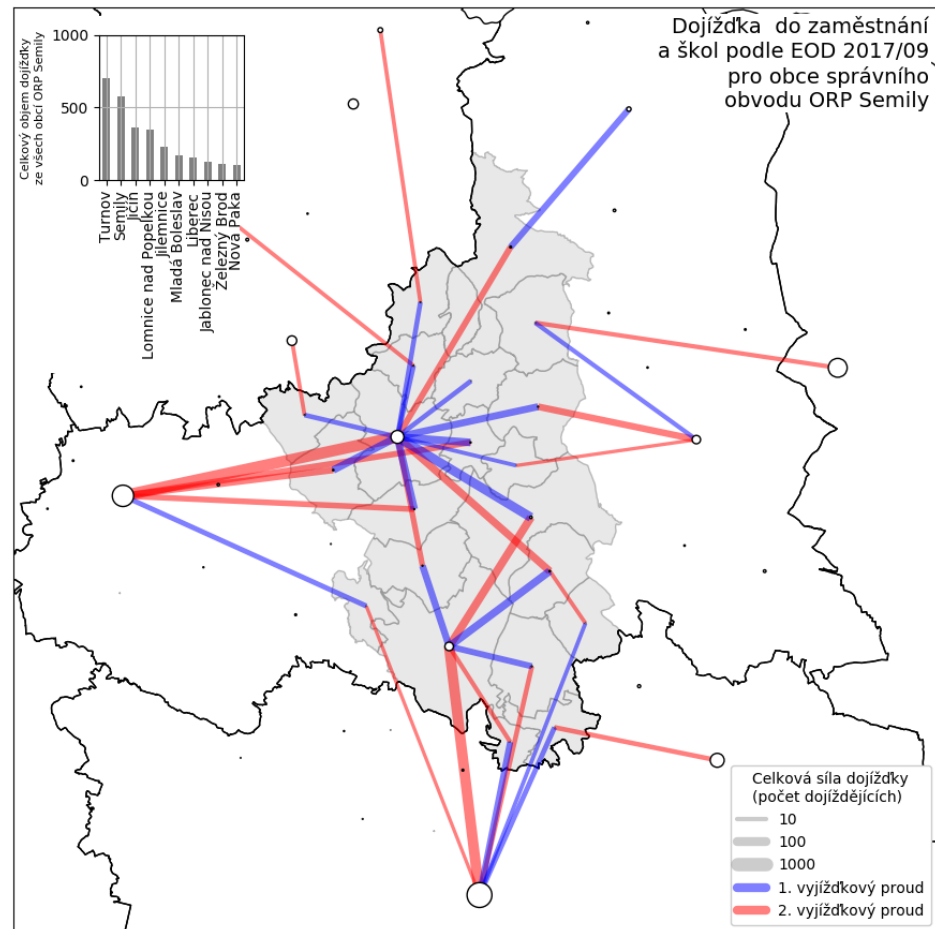 Dojížďka  do zaměstnání
a škol podle EOD 2017/09
pro obce správního
obvodu ORP Semily
Celkový objem dojížďky
ze všech obcí ORP Semily
1000
500
0
Turnov
Semily
Jičín
Lomnice nad Popelkou
Jilemnice
Mladá Boleslav
Liberec
Jablonec nad Nisou
Železný Brod
Nová Paka
Celková síla dojížďky
(počet dojíždějících)
10
100
1000
1. vyjížďkový proud
2. vyjížďkový proud